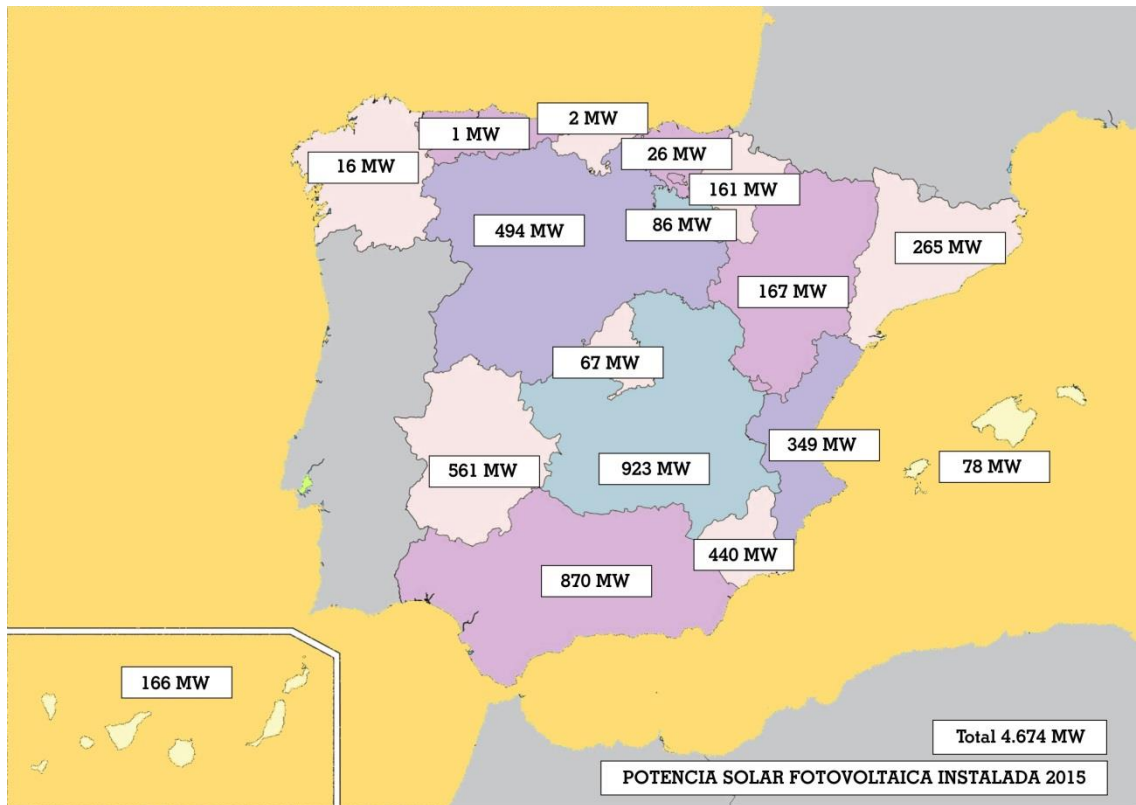 2 MW
1 MW
26 MW
16 MW
161 MW
86 MW
494 MW
265 MW
167 MW
67 MW
349 MW
561 MW
923 MW
78 MW
440 MW
870 MW
166 MW
Total 4.674 MW
POTENCIA SOLAR FOTOVOLTAICA INSTALADA 2015